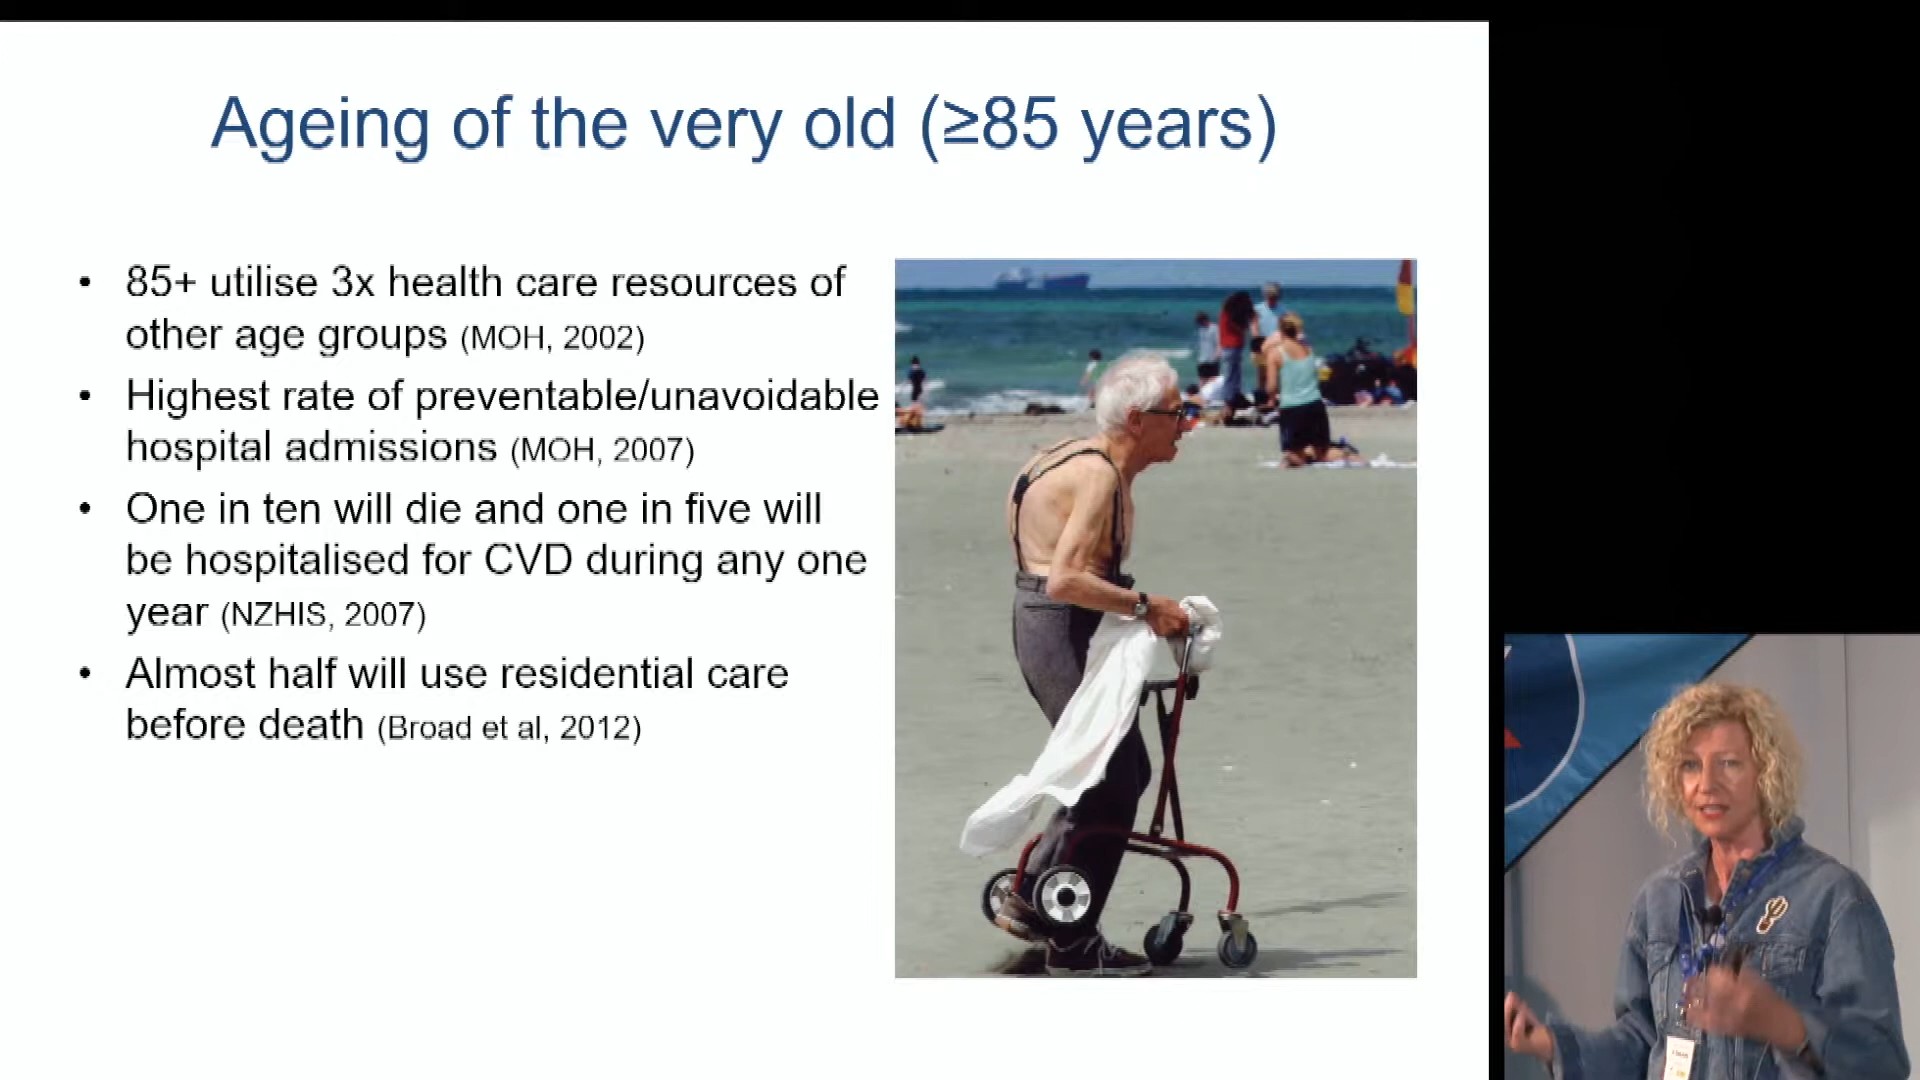 Ageing of the very old (≥85 years)
• 85+ utilise 3x health care resources of
other age groups (MOH, 2002)
• Highest rate of preventable/unavoidable
hospital admissions (MOH, 2007)
• One in ten will die and one in five will
be hospitalised for CVD during any one
year (NZHIS, 2007)
• Almost half will use residential care
before death (Broad et al, 2012)